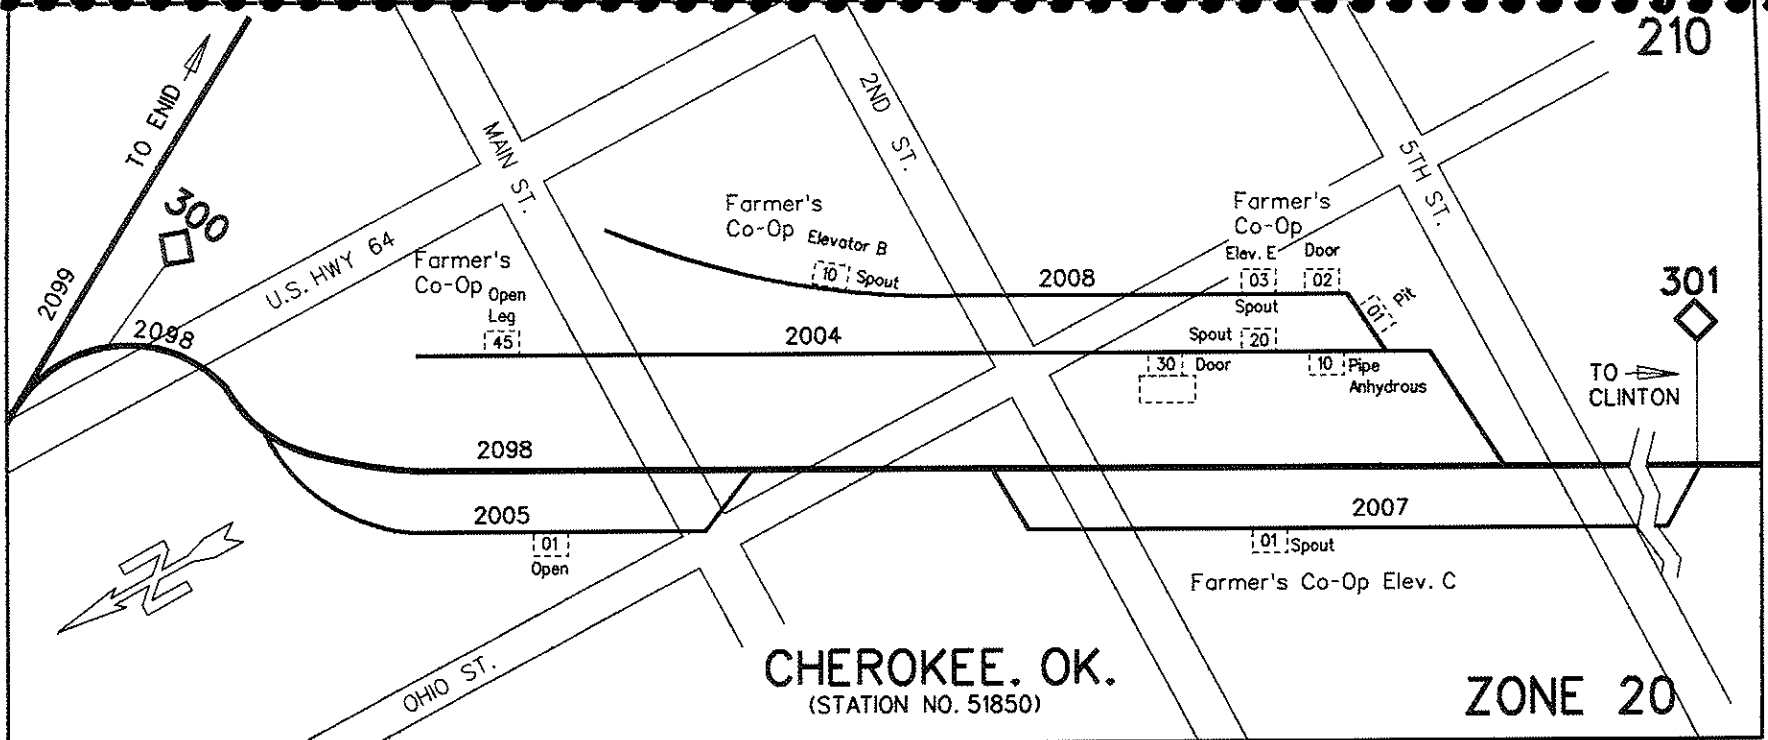 210
TO ENID
MAIN ST.
2ND ST.
5TH ST.
300
2099
U.S. HWY 64
2098
Farmer's
Co-Op
Open
Leg
45
Farmer's
Co-Op
Elevator B
10 Spout
2008
Farmer's
Co-Op
Elev. E
Door
03
02
Spout
01 Pit
301
2004
Spout 20
30 Door
10 Pipe
Anhydrous
TO
CLINTON
2098
2005
01
Open
2007
01 Spout
Farmer's Co-Op Elev. C
N
OHIO ST.
CHEROKEE, OK.
(STATION NO. 51850)
ZONE 20